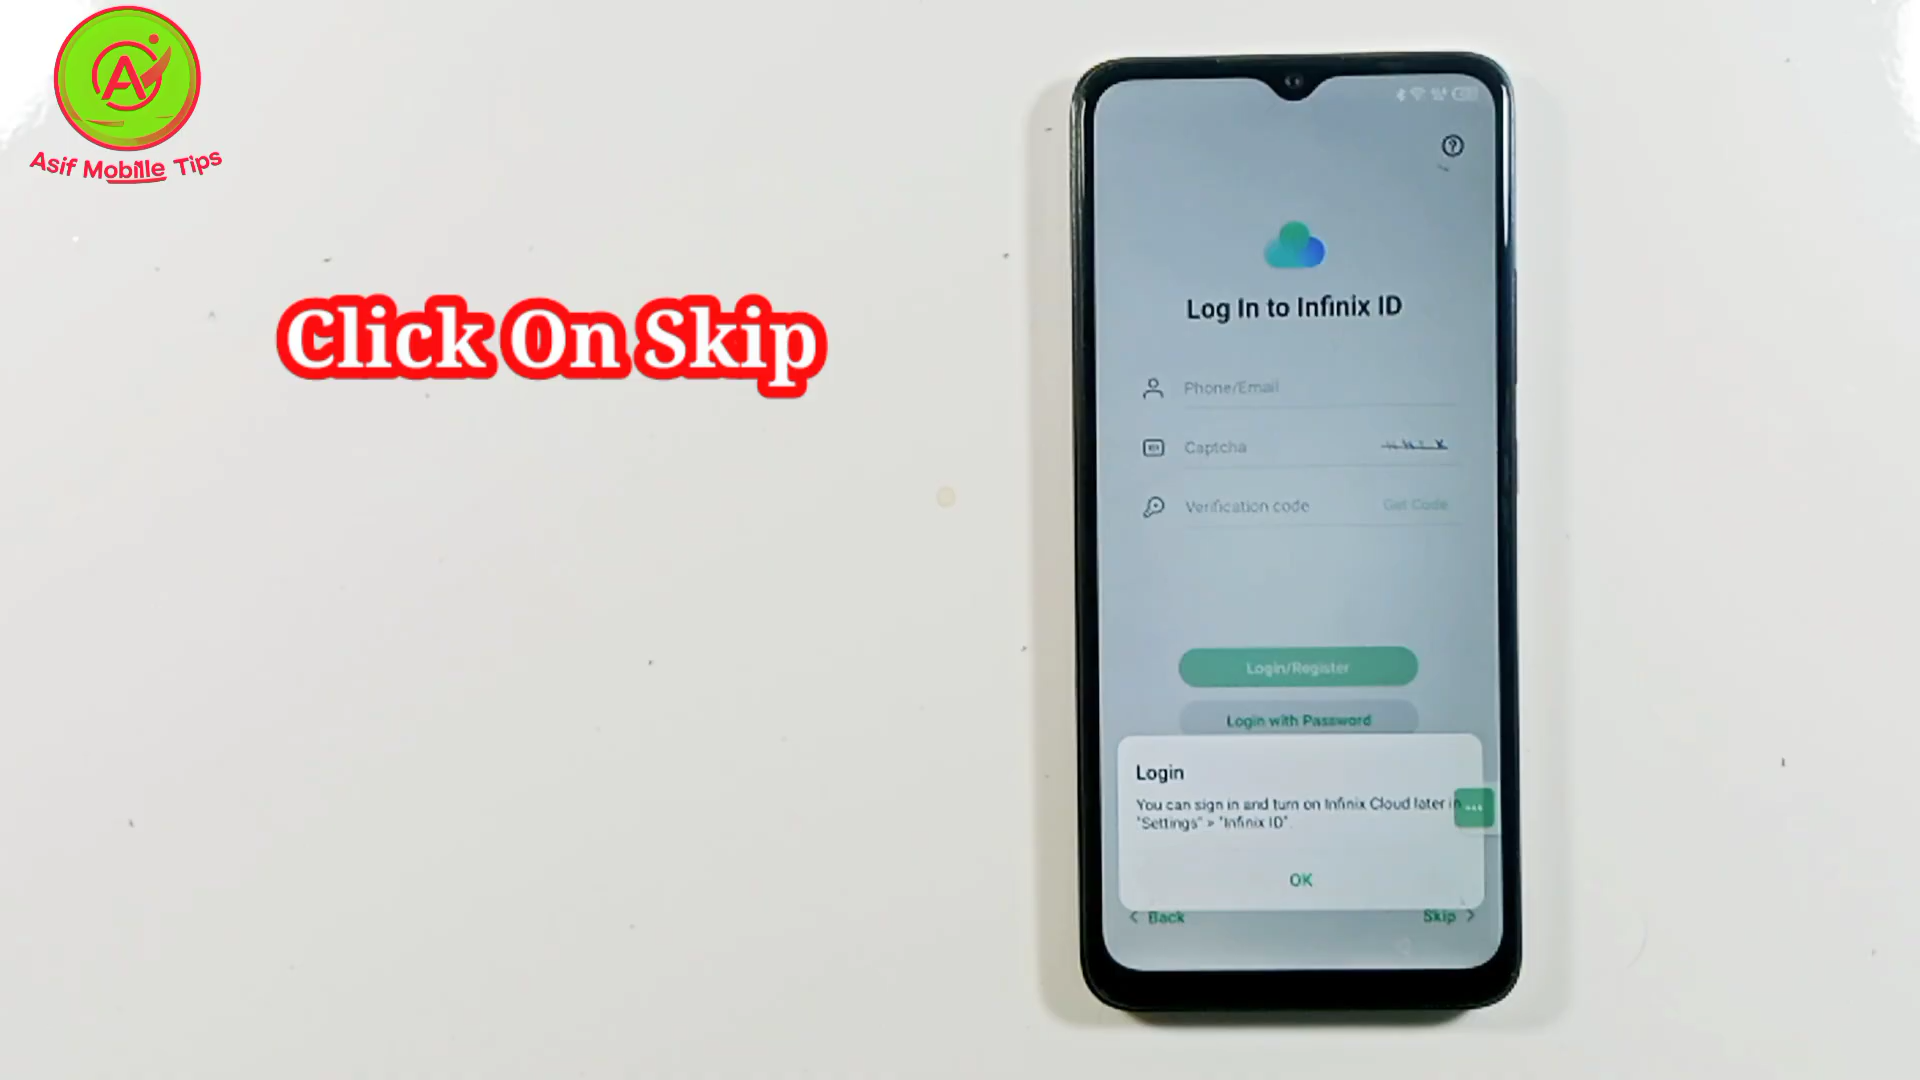 A
Asif Mobille Tips
Click On Skip
Log In to Infinix ID
Phone/Email
Captcha
Verification code
Get Code
Login/Register
Login with Password
Login
You can sign in and turn on Infinix Cloud later in
"Settings" > "Infinix ID".
OK
< Back
Skip >